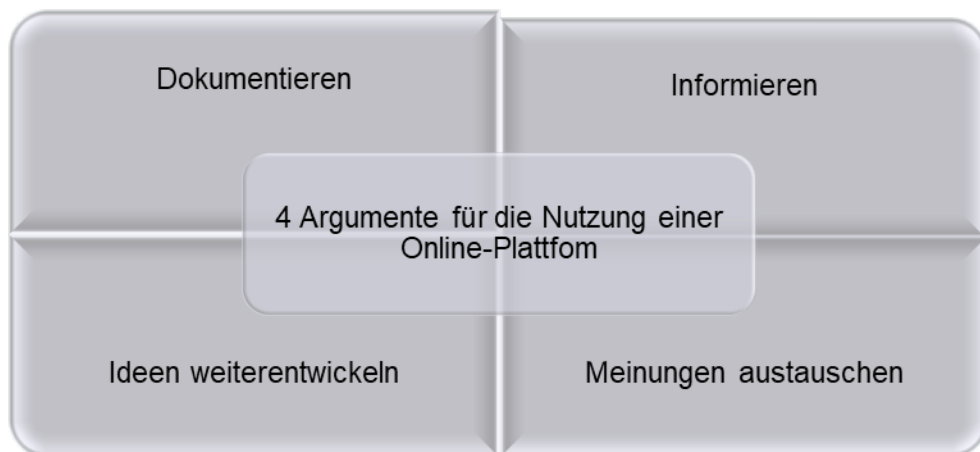 Dokumentieren
Informieren
4 Argumente für die Nutzung einer
Online-Plattfom
Ideen weiterentwickeln
Meinungen austauschen